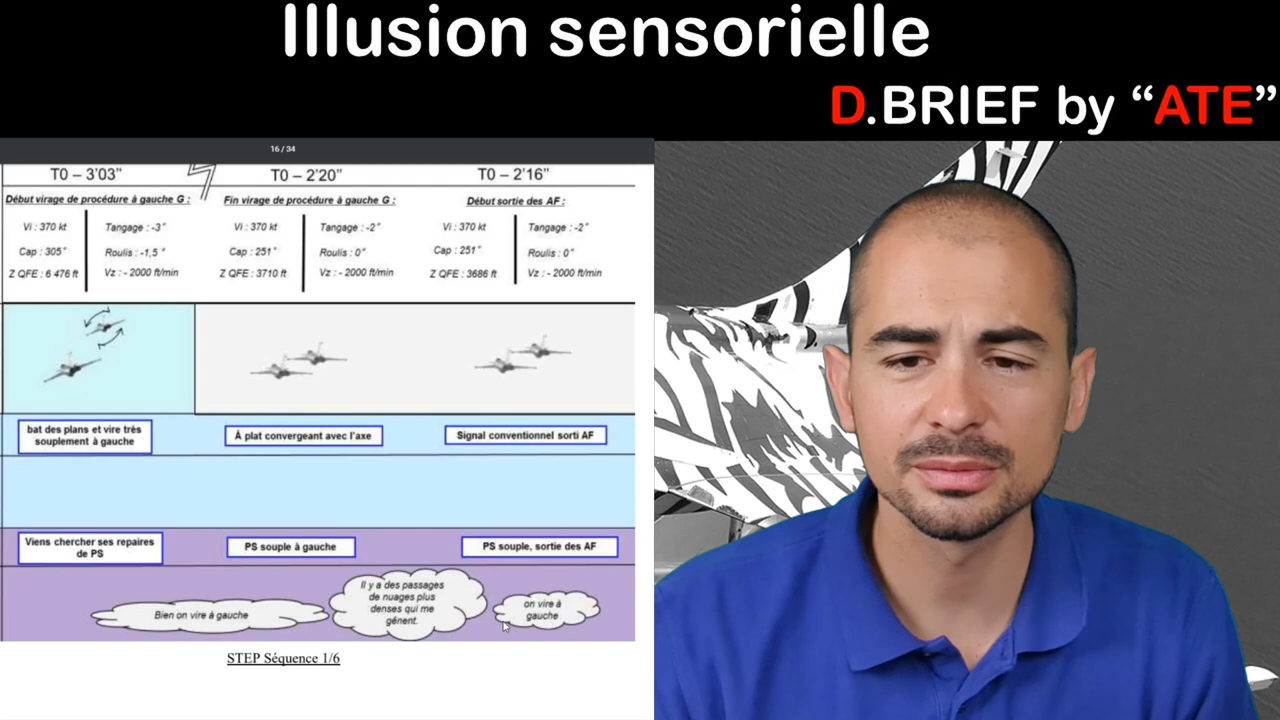 Illusion sensorielle
D.BRIEF by “ATE”
16 / 34
T0 – 3’03”
T0 – 2’20”
T0 – 2’16”
Début virage de procédure à gauche G :
Fin virage de procédure à gauche G :
Début sortie des AF :
Vi : 370 kt
Tangage : -3°
Vi : 370 kt
Tangage : -2°
Vi : 370 kt
Tangage : -2°
Cap : 305°
Roulis : -1,5°
Cap : 251°
Roulis : 0°
Cap : 251°
Roulis : 0°
Z QFE : 6 476 ft
Vz : - 2000 ft/min
Z QFE : 3710 ft
Vz : - 2000 ft/min
Z QFE : 3686 ft
Vz : - 2000 ft/min
bat des plans et vire très
souplement à gauche
À plat convergeant avec l’axe
Signal conventionnel sorti AF
Viens chercher ses repaires
de PS
PS souple à gauche
PS souple, sortie des AF
Bien on vire à gauche
Il y a des passages
de nuages plus
denses qui me
gênent.
on vire à
gauche
STEP Séquence 1/6